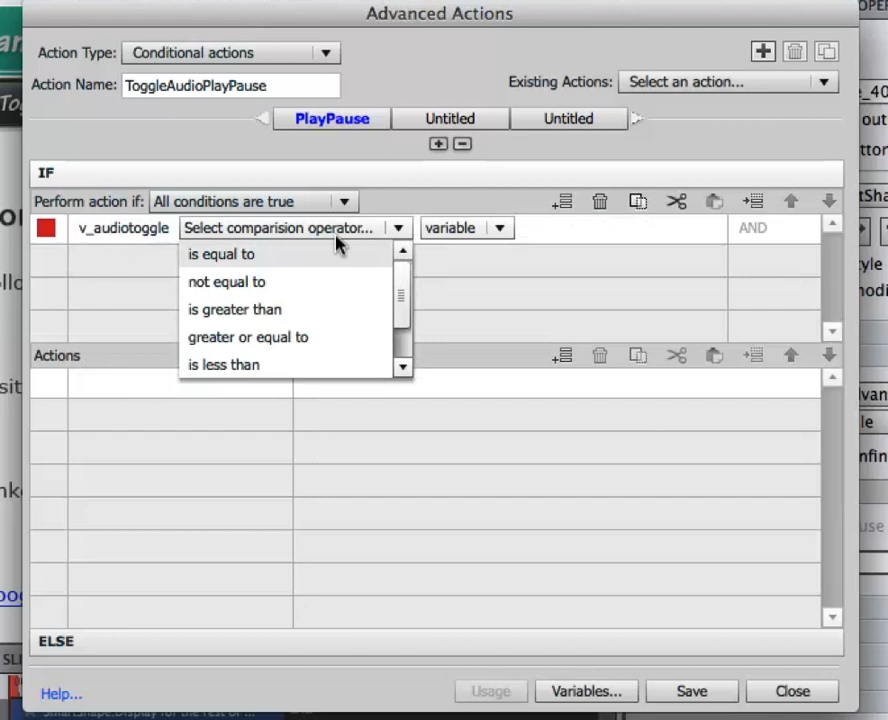 Advanced Actions
Action Type: Conditional actions
Action Name: ToggleAudioPlayPause
Existing Actions: Select an action...
PlayPause Untitled Untitled
IF
Perform action if: All conditions are true
v_audiotoggle Select comparision operator... variable AND
is equal to
not equal to
is greater than
greater or equal to
is less than
Actions
ELSE
Help... Usage Variables... Save Close